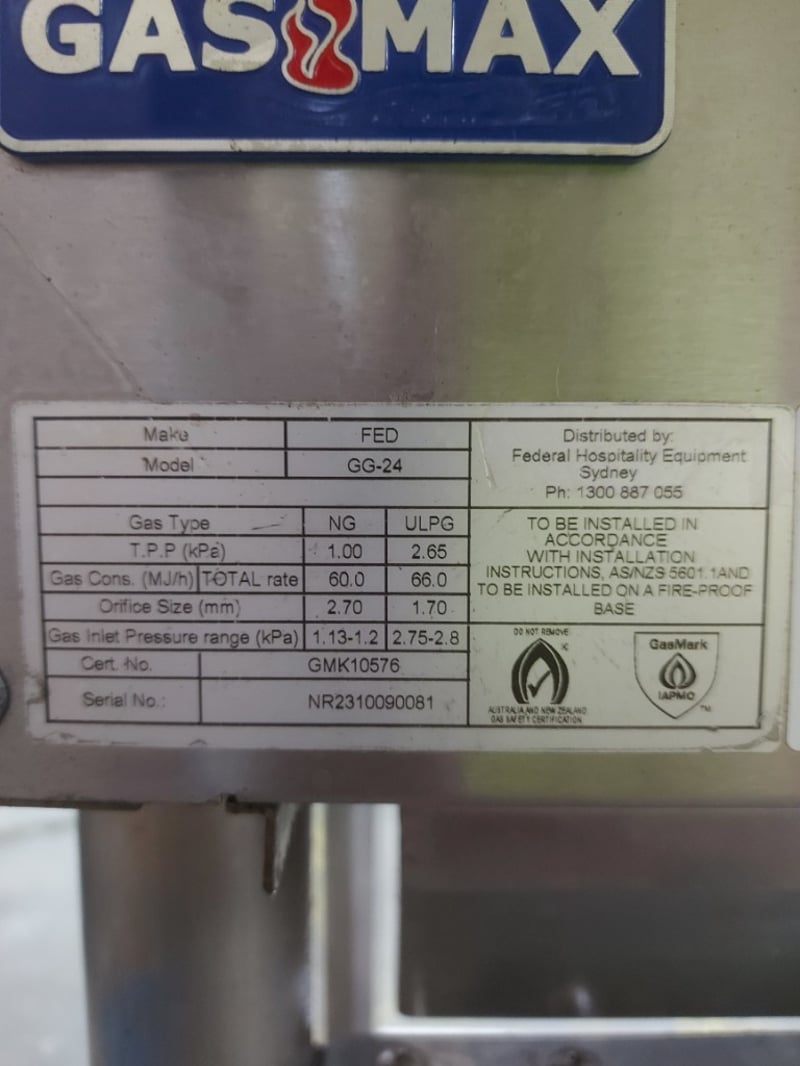 GAS MAX
Make FED
Model GG-24
Distributed by:
Federal Hospitality Equipment
Sydney
Ph: 1300 887 055
Gas Type NG ULPG
T.P.P (kPa) 1.00 2.65
Gas Cons. (MJ/h) TOTAL rate 60.0 66.0
Orifice Size (mm) 2.70 1.70
Gas Inlet Pressure range (kPa) 1.13-1.2 2.75-2.8
Cert. No. GMK10576
Serial No.: NR2310090081
TO BE INSTALLED IN
ACCORDANCE
WITH INSTALLATION
INSTRUCTIONS, AS/NZS 5601.1AND
TO BE INSTALLED ON A FIRE-PROOF
BASE
DO NOT REMOVE
AUSTRALIA AND NEW ZEALAND
GAS SAFETY CERTIFICATION
GasMark
IAPMO
TM